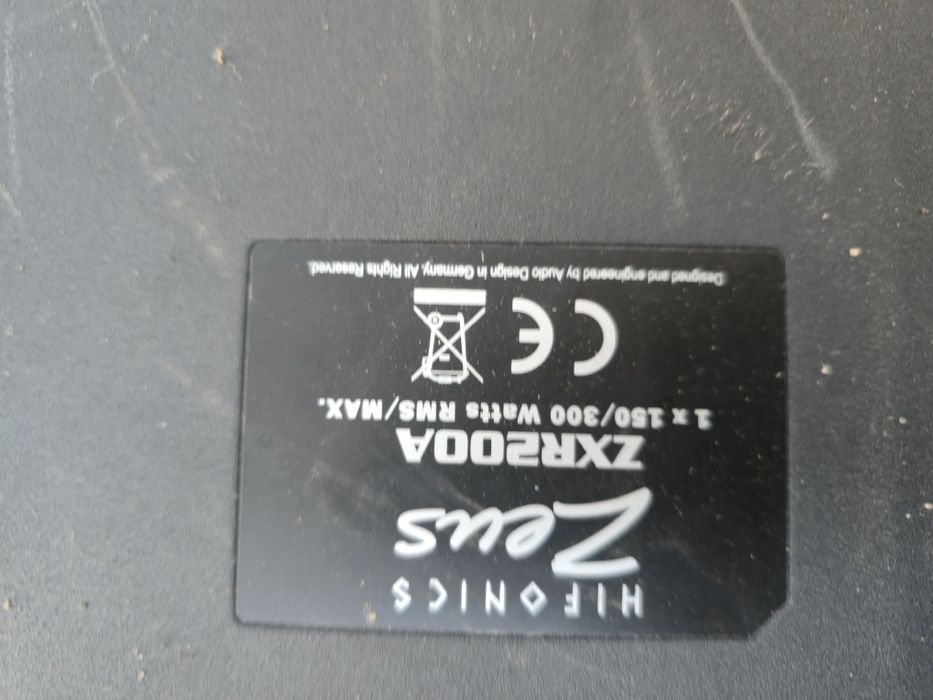 HIFONICS
Zeus
ZXR200A
1 x 150/300 Watts RMS/MAX.
CE
Designed and engineered by Audio Design in Germany. All Rights Reserved.